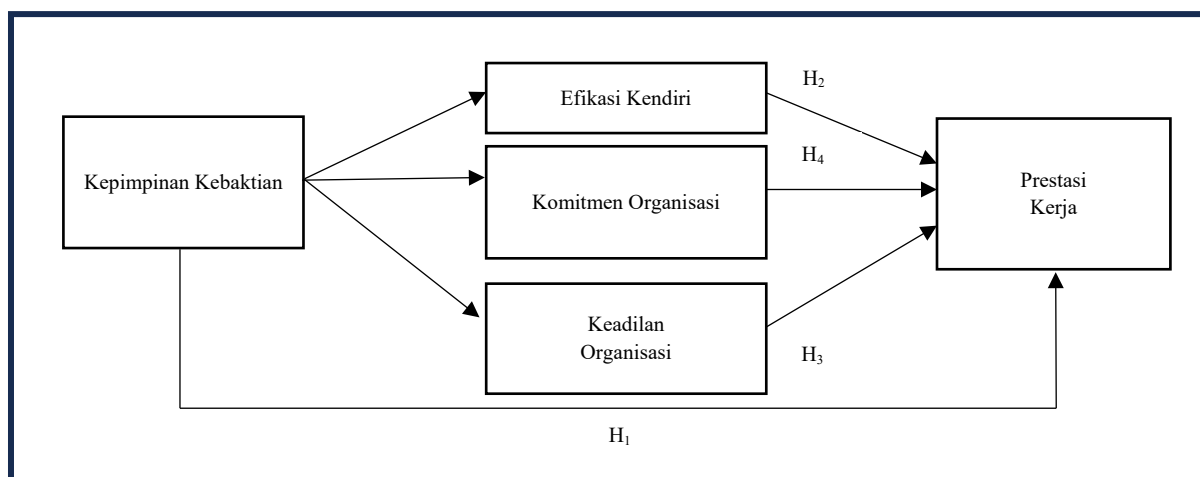 Efikasi Kendiri
H₂
Kepimpinan Kebaktian
Komitmen Organisasi
H₄
Prestasi
Kerja
Keadilan
Organisasi
H₃
H₁